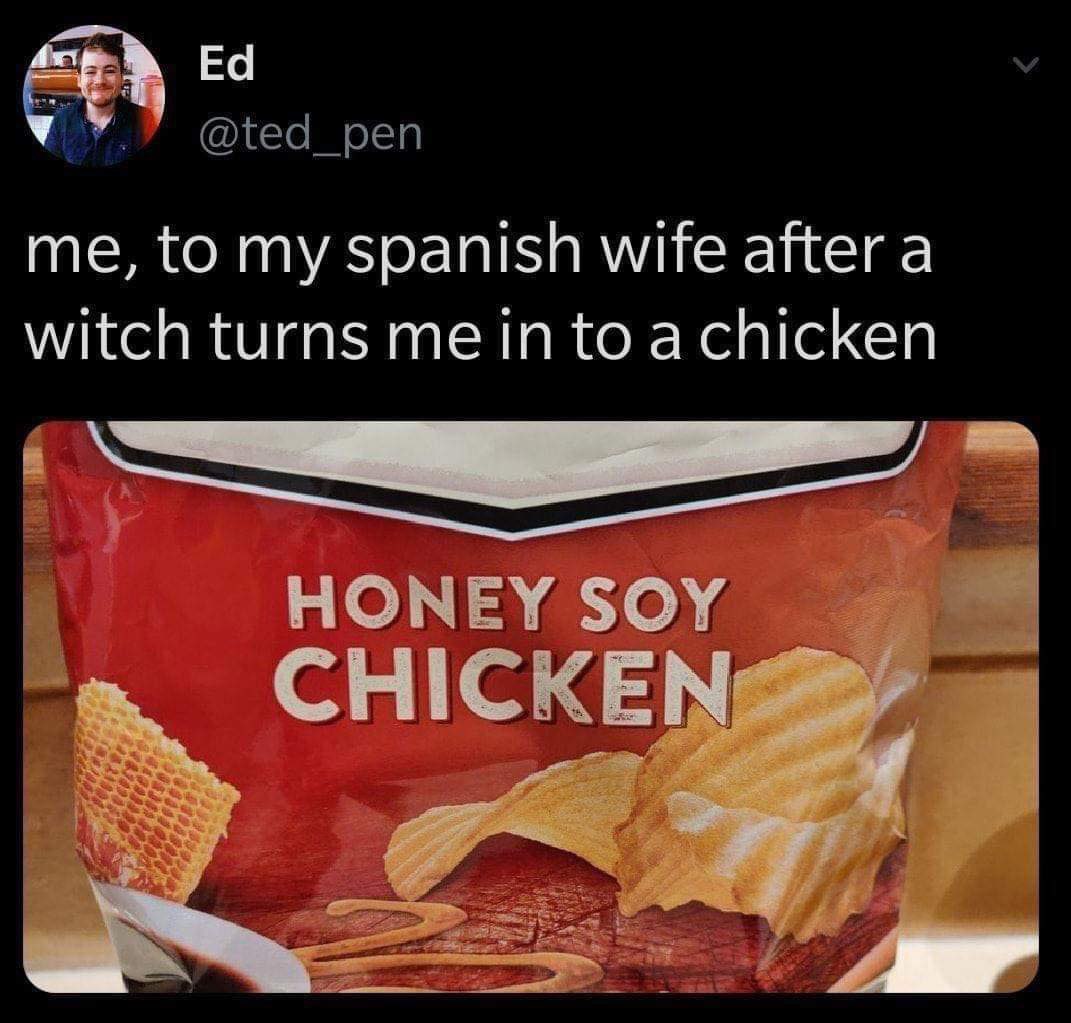 Ed
@ted_pen
me, to my spanish wife after a
witch turns me in to a chicken
HONEY SOY
CHICKEN